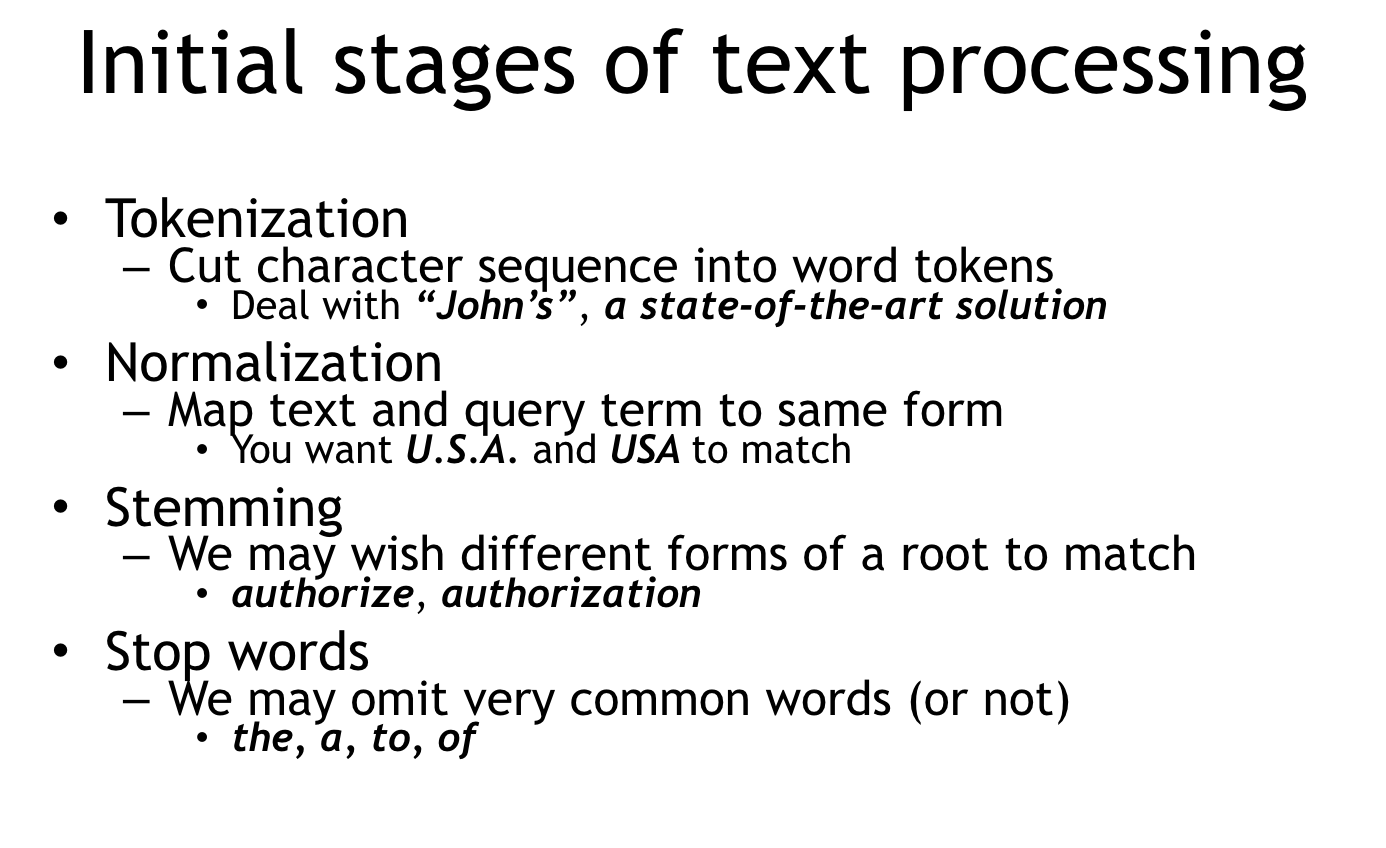 Initial stages of text processing
• Tokenization
– Cut character sequence into word tokens
• Deal with “John’s”, a state-of-the-art solution
• Normalization
– Map text and query term to same form
• You want U.S.A. and USA to match
• Stemming
– We may wish different forms of a root to match
• authorize, authorization
• Stop words
– We may omit very common words (or not)
• the, a, to, of